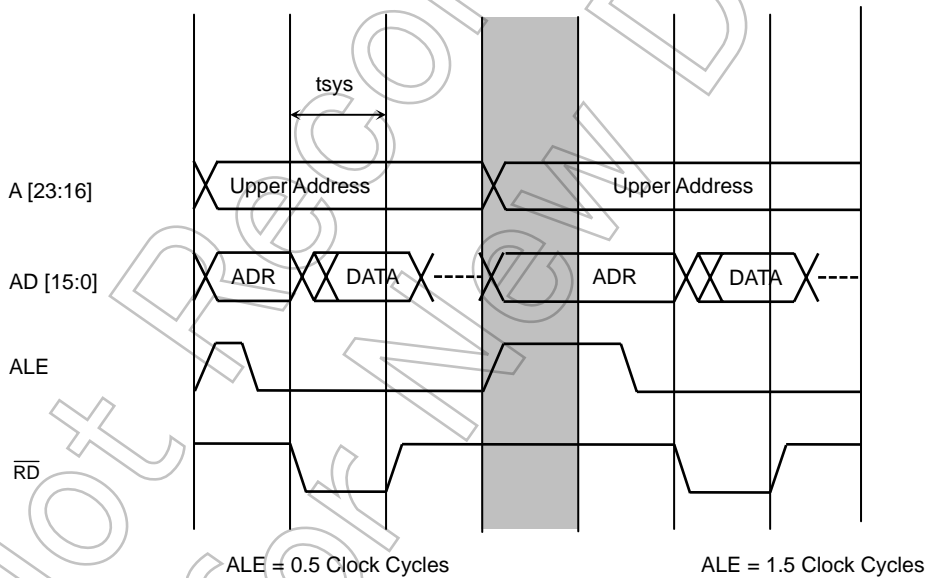 tsys
A [23:16]
Upper Address
Upper Address
AD [15:0]
ADR
DATA
ADR
DATA
ALE
RD
ALE = 0.5 Clock Cycles
ALE = 1.5 Clock Cycles